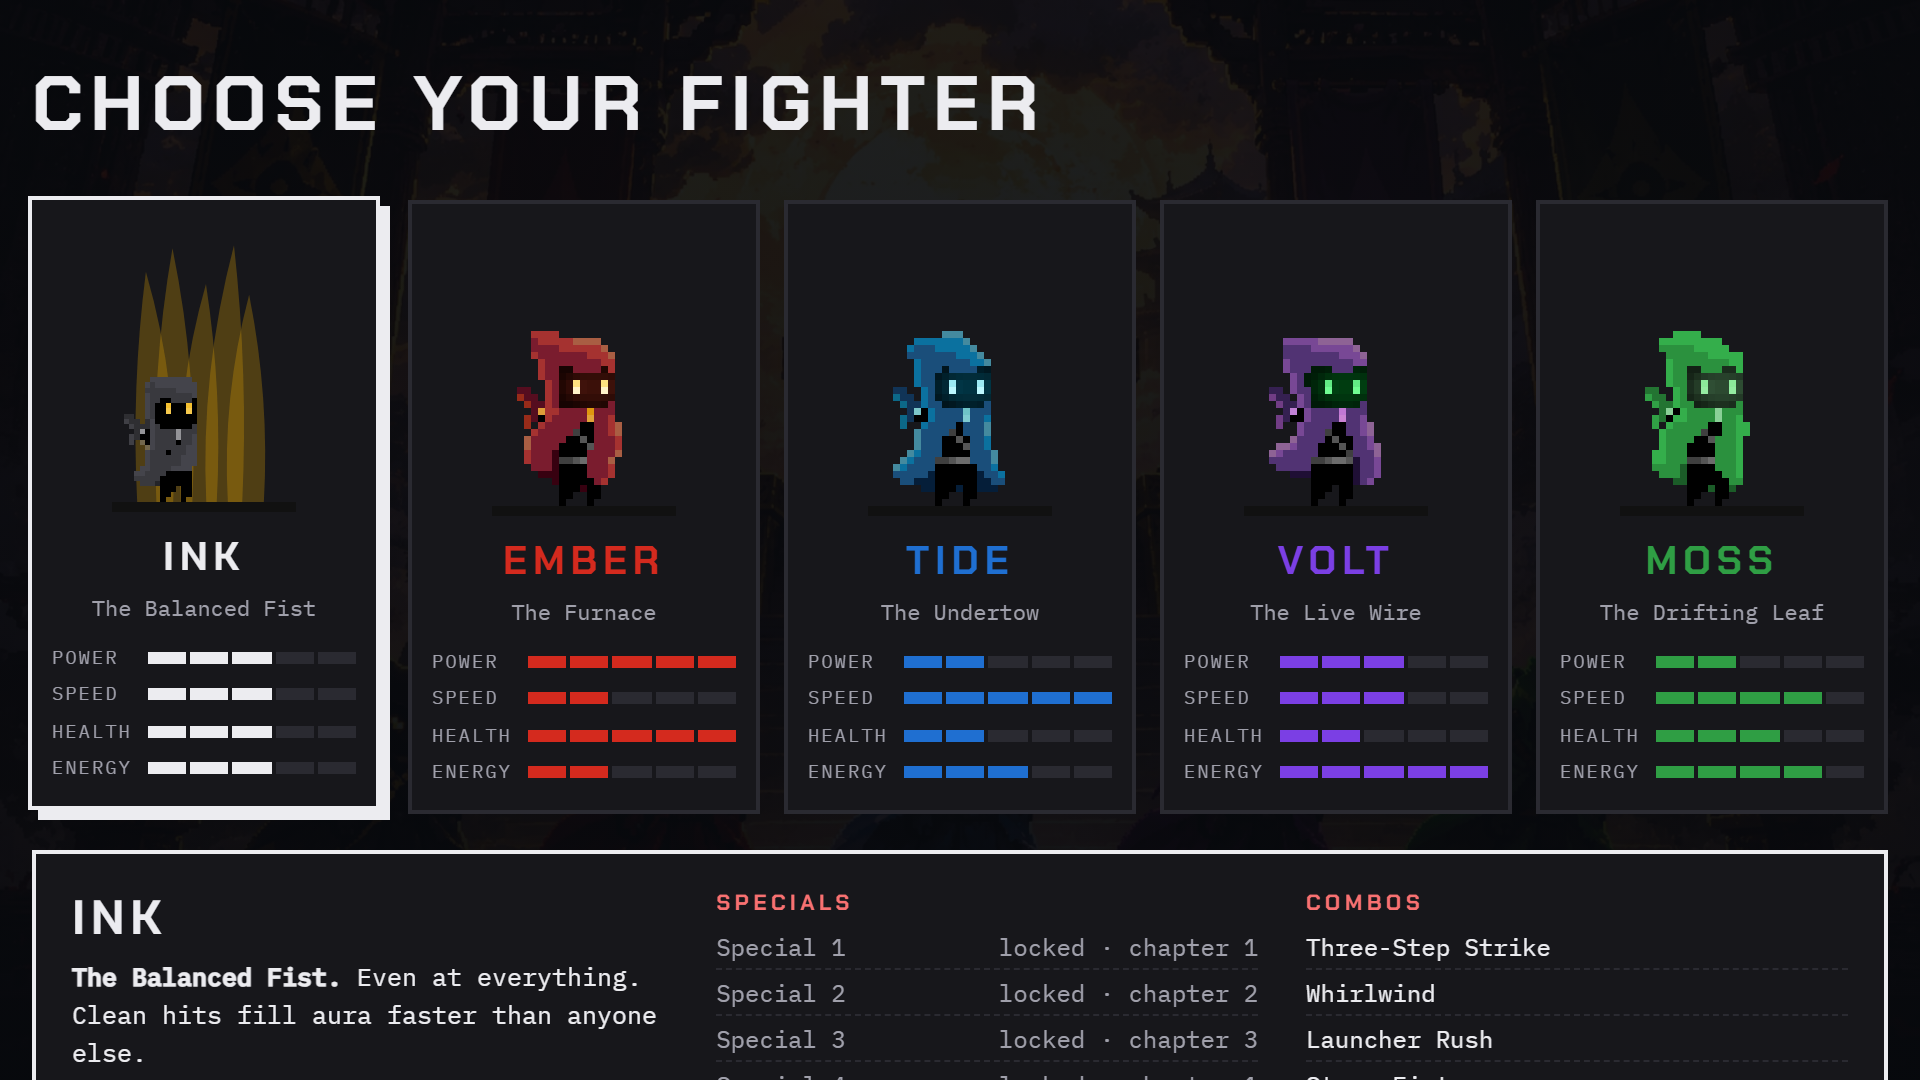 CHOOSE YOUR FIGHTER
INK
The Balanced Fist
POWER
SPEED
HEALTH
ENERGY
EMBER
The Furnace
POWER
SPEED
HEALTH
ENERGY
TIDE
The Undertow
POWER
SPEED
HEALTH
ENERGY
VOLT
The Live Wire
POWER
SPEED
HEALTH
ENERGY
MOSS
The Drifting Leaf
POWER
SPEED
HEALTH
ENERGY
INK
The Balanced Fist. Even at everything.
Clean hits fill aura faster than anyone
else.
SPECIALS
Special 1 locked · chapter 1
Special 2 locked · chapter 2
Special 3 locked · chapter 3
COMBOS
Three-Step Strike
Whirlwind
Launcher Rush